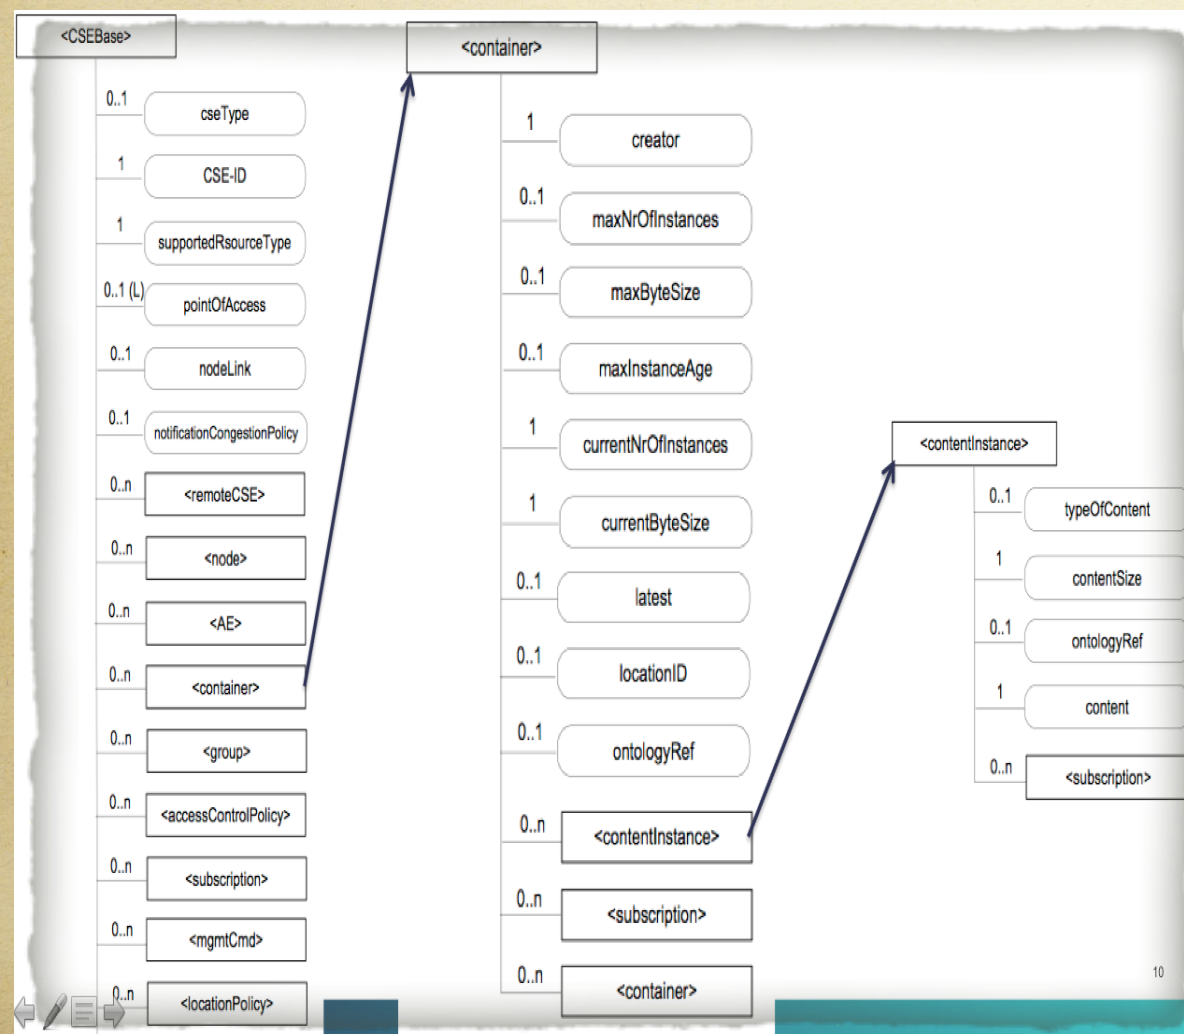 <CSEBase>
0..1
cseType
1
CSE-ID
1
supportedRsourceType
0..1 (L)
pointOfAccess
0..1
nodeLink
0..1
notificationCongestionPolicy
0..n
<remoteCSE>
0..n
<node>
0..n
<AE>
0..n
<container>
0..n
<group>
0..n
<accessControlPolicy>
0..n
<subscription>
0..n
<mgmtCmd>
0..n
<locationPolicy>
<container>
1
creator
0..1
maxNrOfInstances
0..1
maxByteSize
0..1
maxInstanceAge
1
currentNrOfInstances
1
currentByteSize
0..1
latest
0..1
locationID
0..1
ontologyRef
0..n
<contentInstance>
0..n
<subscription>
0..n
<container>
<contentInstance>
0..1
typeOfContent
1
contentSize
0..1
ontologyRef
1
content
0..n
<subscription>
10